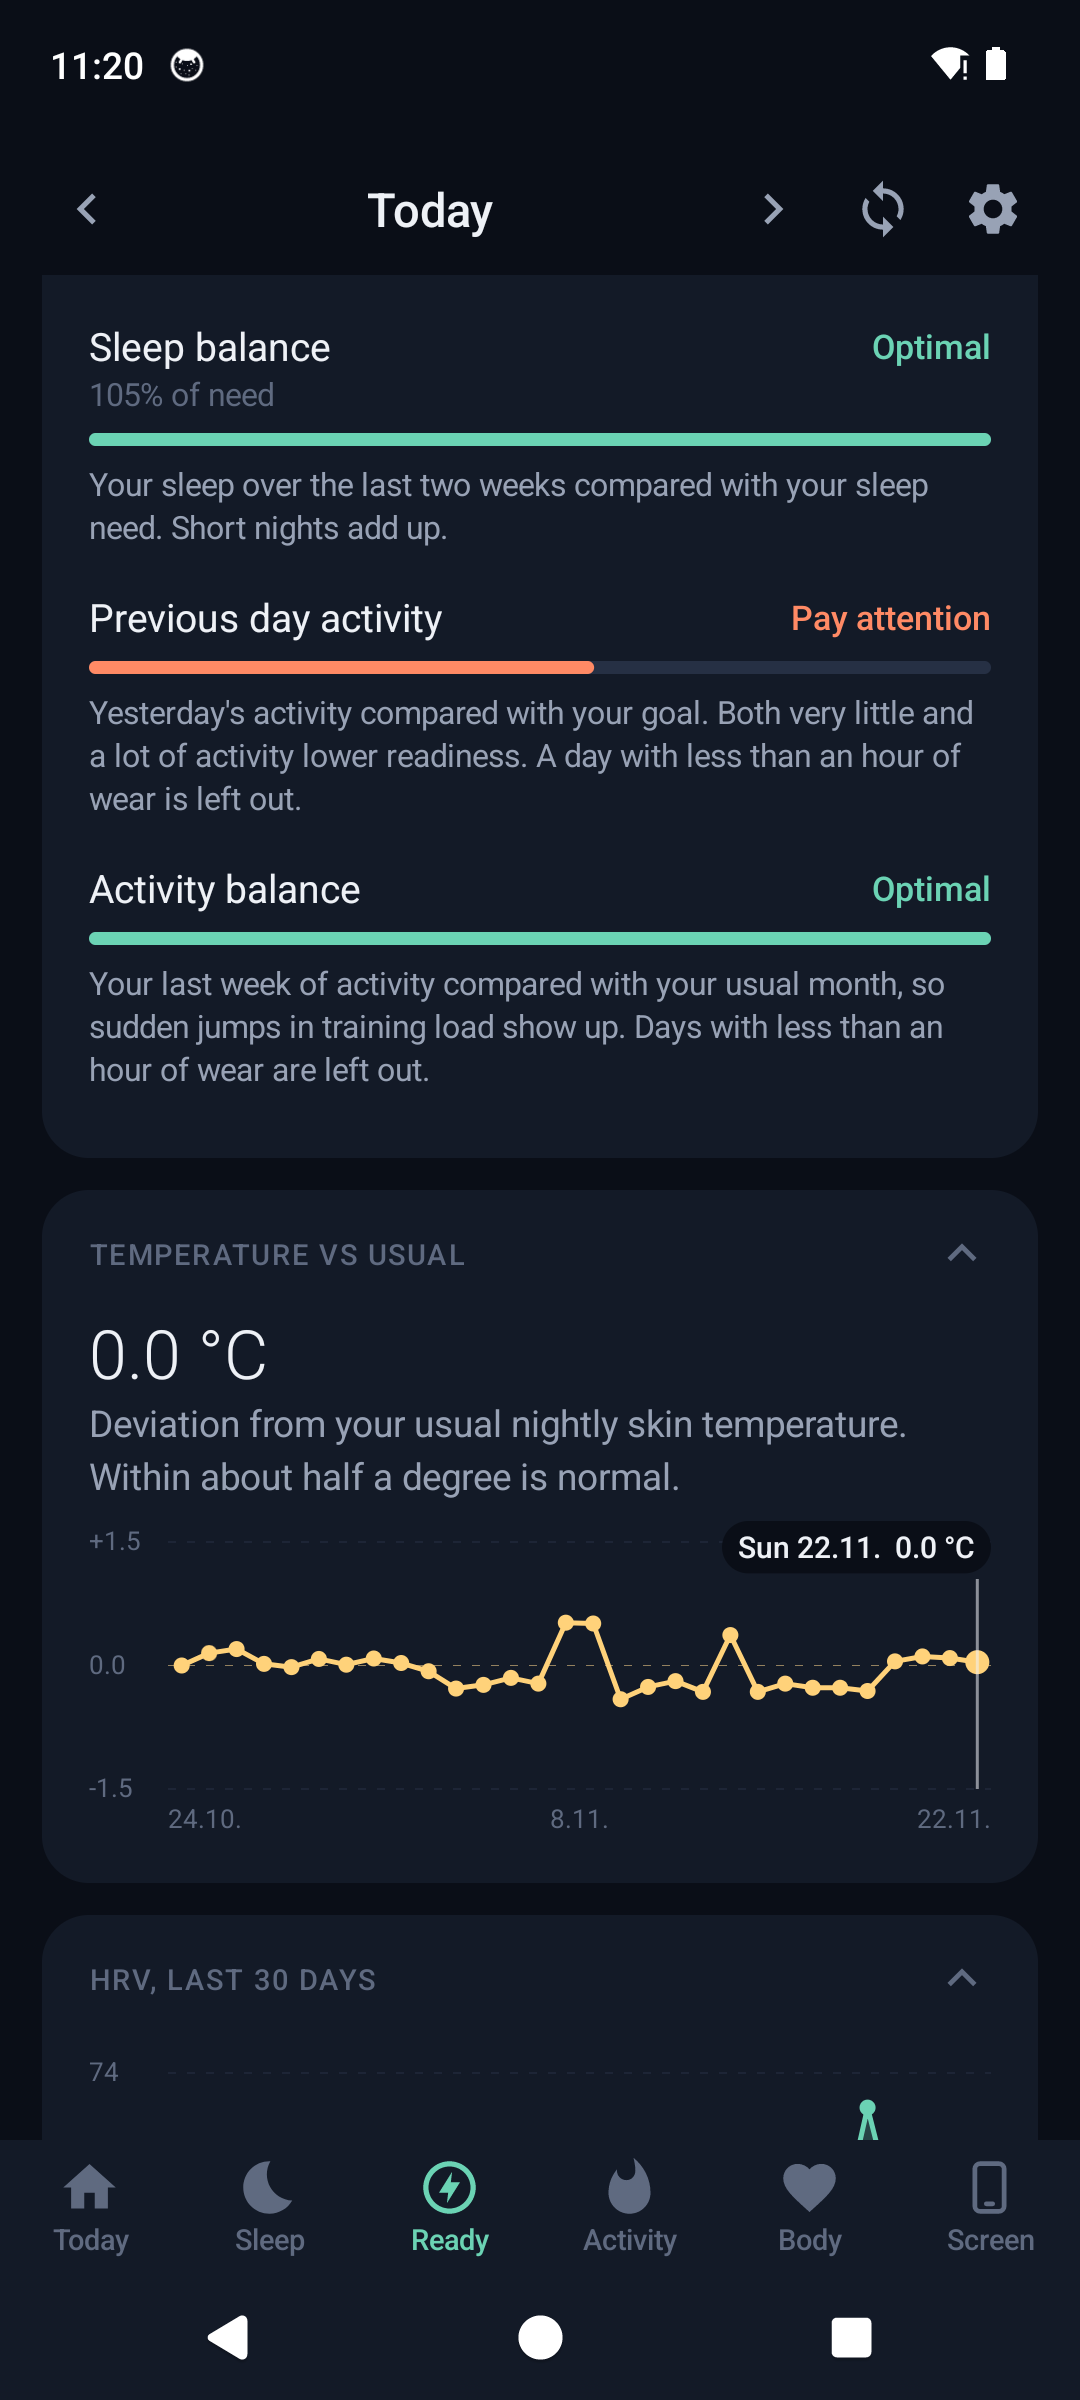 11:20
Today
Sleep balance
Optimal
105% of need
Your sleep over the last two weeks compared with your sleep
need. Short nights add up.
Previous day activity
Pay attention
Yesterday's activity compared with your goal. Both very little and
a lot of activity lower readiness. A day with less than an hour of
wear is left out.
Activity balance
Optimal
Your last week of activity compared with your usual month, so
sudden jumps in training load show up. Days with less than an
hour of wear are left out.
TEMPERATURE VS USUAL
0.0 °C
Deviation from your usual nightly skin temperature.
Within about half a degree is normal.
+1.5
Sun 22.11. 0.0 °C
0.0
-1.5
24.10.
8.11.
22.11.
HRV, LAST 30 DAYS
74
Today
Sleep
Ready
Activity
Body
Screen